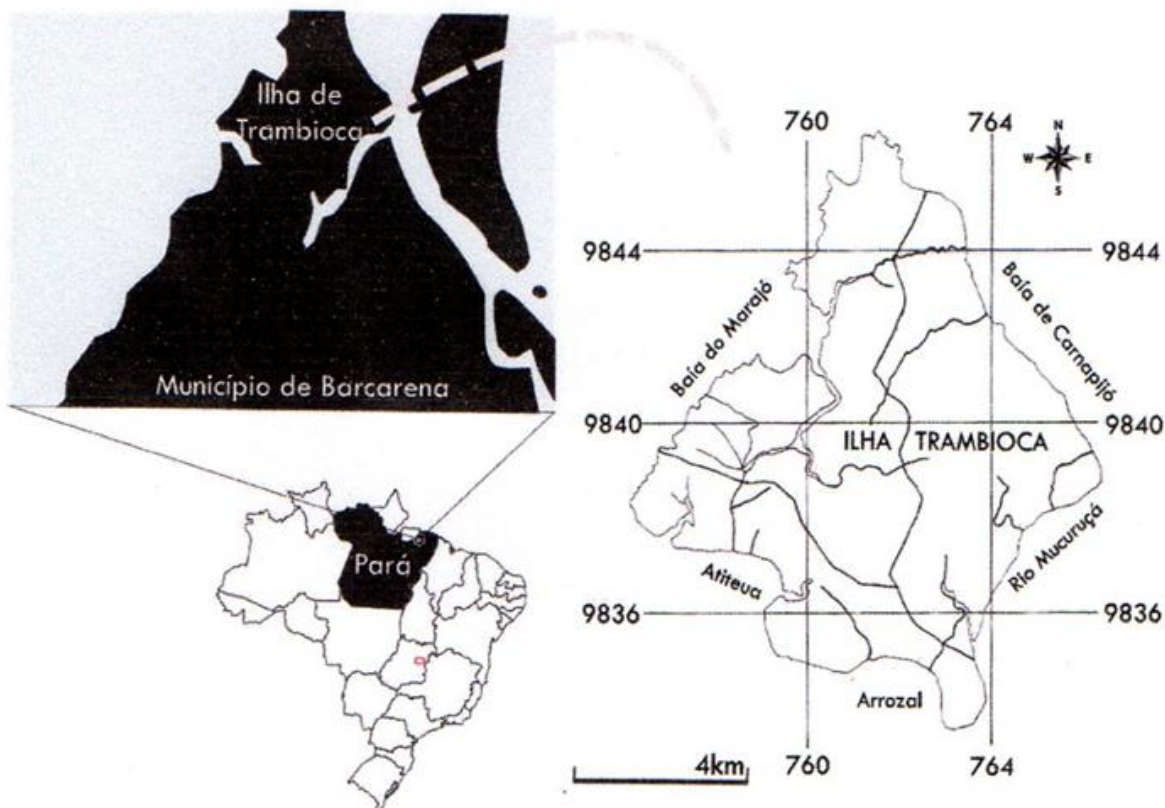 Ilha de
Trambioca
Município de Barcarena
Pará
760
764
N
W
E
S
9844
9844
Baía do Marajó
Baía de Carnapijó
9840
9840
ILHA TRAMBIOCA
Atiteua
Rio Mucuruçá
9836
9836
Arrozal
4km
760
764